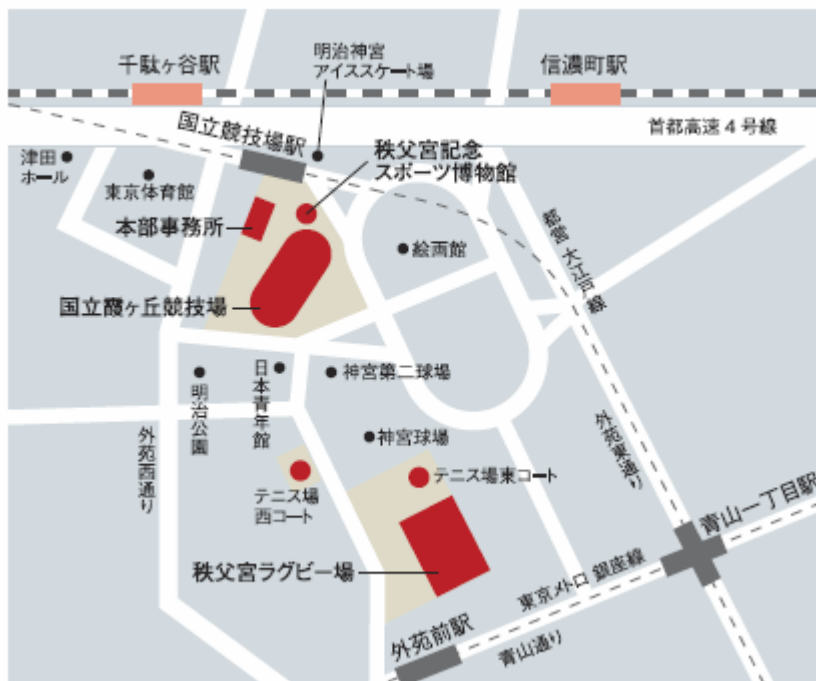 千駄ヶ谷駅
明治神宮
アイススケート場
信濃町駅
首都高速4号線
国立競技場駅
津田
ホール
東京体育館
秩父宮記念
スポーツ博物館
本部事務所
絵画館
都営 大江戸線
国立霞ヶ丘競技場
明治公園
日本青年館
神宮第二球場
外苑西通り
神宮球場
外苑東通り
テニス場
西コート
テニス場東コート
青山一丁目駅
秩父宮ラグビー場
東京メトロ 銀座線
外苑前駅
青山通り